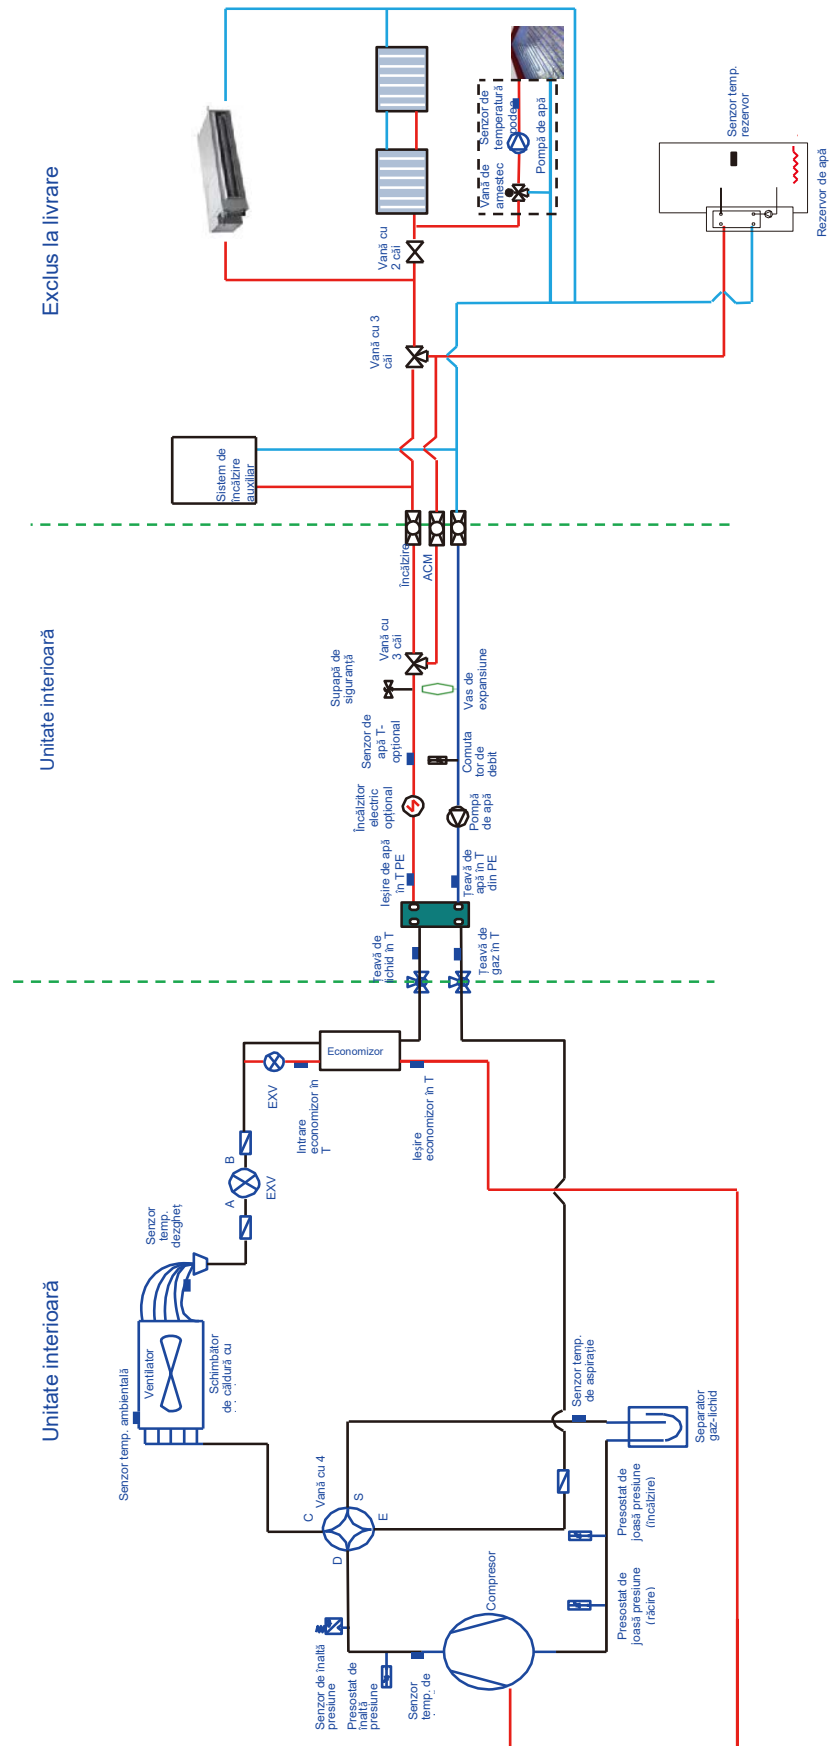 Exclus la livrare
Senzor de
temperatură
podea
Pompă de apă
Vană de
amestec
Senzor temp.
rezervor
Rezervor de apă
Vană cu
2 căi
Vană cu 3
căi
Sistem de
încălzire
auxiliar
Unitate interioară
Încălzire
ACM
Vană cu
3 căi
Supapă de
siguranță
Vas de
expansiune
Senzor de
apă T-
opțional
Comuta
tor de
debit
Încălzitor
electric
opțional
Pompă
de apă
Ieșire de apă
în T PE
Țeavă de
apă în T
din PE
Țeavă de
lichid în T
Țeavă de
gaz în T
Unitate interioară
Economizor
EXV
Intrare
economizor în
T
Ieșire
economizor în T
B
A
EXV
Senzor
temp.
dezgheț
Senzor temp. ambientală
Ventilator
Schimbător
de căldură cu
Senzor temp.
de aspirație
Separator
gaz-lichid
Vană cu 4
C
S
D
E
Compresor
Presostat de
joasă presiune
(încălzire)
Presostat de
joasă presiune
(răcire)
Senzor de înaltă
presiune
Presostat de
înaltă
presiune
Senzor
temp. de